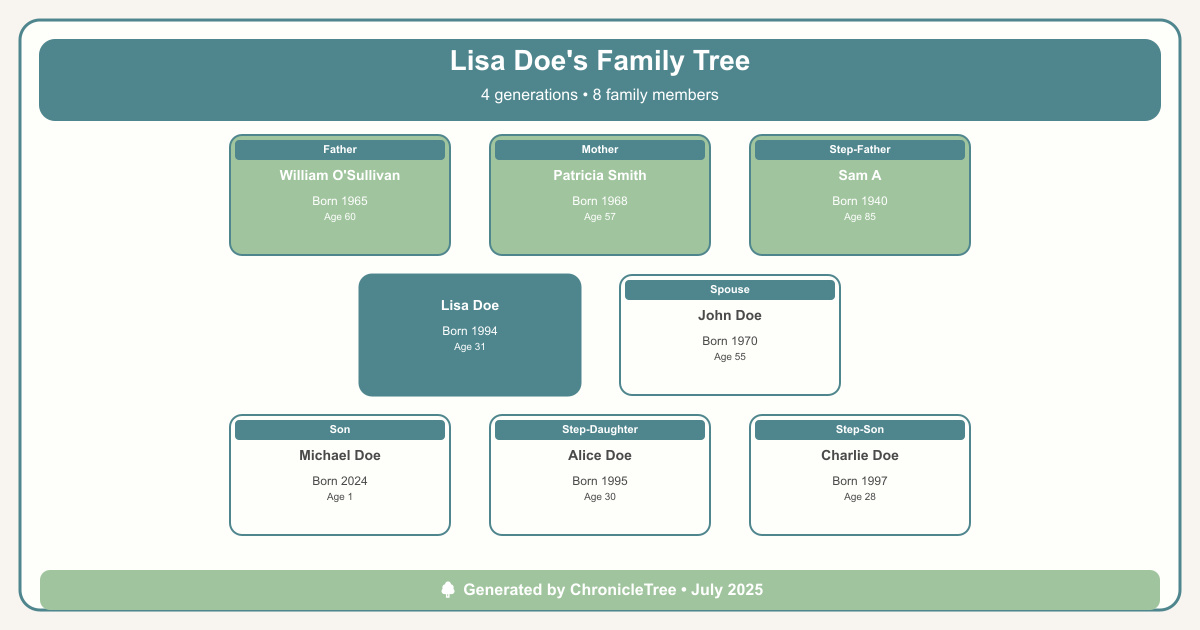 Lisa Doe's Family Tree
4 generations • 8 family members
Father
William O'Sullivan
Born 1965
Age 60
Mother
Patricia Smith
Born 1968
Age 57
Step-Father
Sam A
Born 1940
Age 85
Lisa Doe
Born 1994
Age 31
Spouse
John Doe
Born 1970
Age 55
Son
Michael Doe
Born 2024
Age 1
Step-Daughter
Alice Doe
Born 1995
Age 30
Step-Son
Charlie Doe
Born 1997
Age 28
Generated by ChronicleTree • July 2025